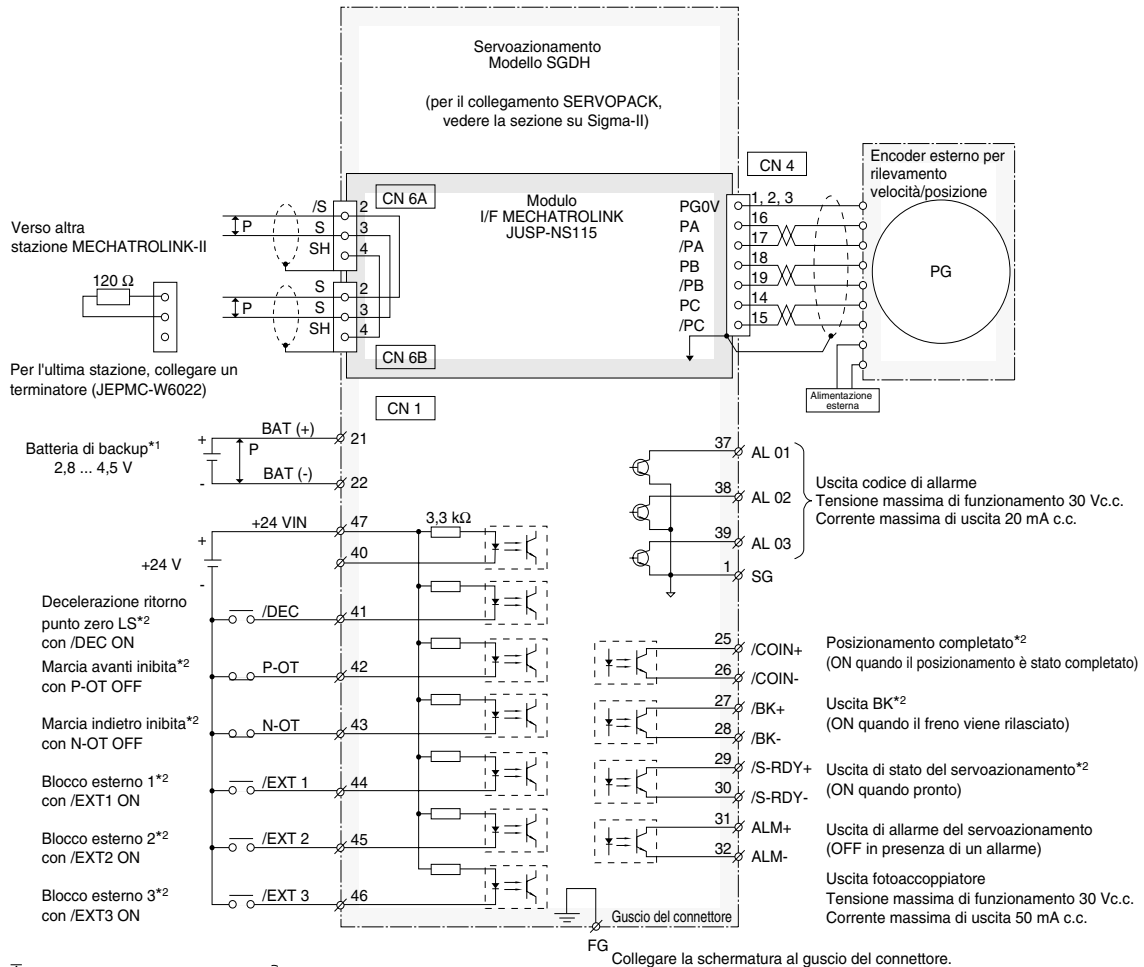 Servoazionamento
Modello SGDH
(per il collegamento SERVOPACK,
vedere la sezione su Sigma-II)
CN 4
Encoder esterno per
rilevamento
velocità/posizione
PG
CN 6A
Modulo
I/F MECHATROLINK
JUSP-NS115
/S 2
S 3
SH 4
P
Verso altra
stazione MECHATROLINK-II
120 Ω
S 2
S 3
SH 4
P
CN 6B
Per l'ultima stazione, collegare un
terminatore (JEPMC-W6022)
PG0V 1, 2, 3
PA 16
/PA 17
PB 18
/PB 19
PC 14
/PC 15
Alimentazione
esterna
CN 1
Batteria di backup*1
2,8 ... 4,5 V
+
-
P
BAT (+) 21
BAT (-) 22
+24 VIN 47
3,3 kΩ
40
+
+24 V
-
Decelerazione ritorno
punto zero LS*2
con /DEC ON
/DEC 41
Marcia avanti inibita*2
con P-OT OFF
P-OT 42
Marcia indietro inibita*2
con N-OT OFF
N-OT 43
Blocco esterno 1*2
con /EXT1 ON
/EXT 1 44
Blocco esterno 2*2
con /EXT2 ON
/EXT 2 45
Blocco esterno 3*2
con /EXT3 ON
/EXT 3 46
37 AL 01
38 AL 02
39 AL 03
1 SG
Uscita codice di allarme
Tensione massima di funzionamento 30 Vc.c.
Corrente massima di uscita 20 mA c.c.
25 /COIN+
26 /COIN-
Posizionamento completato*2
(ON quando il posizionamento è stato completato)
27 /BK+
28 /BK-
Uscita BK*2
(ON quando il freno viene rilasciato)
29 /S-RDY+
30 /S-RDY-
Uscita di stato del servoazionamento*2
(ON quando pronto)
31 ALM+
32 ALM-
Uscita di allarme del servoazionamento
(OFF in presenza di un allarme)
Uscita fotoaccoppiatore
Tensione massima di funzionamento 30 Vc.c.
Corrente massima di uscita 50 mA c.c.
Guscio del connettore
FG
Collegare la schermatura al guscio del connettore.